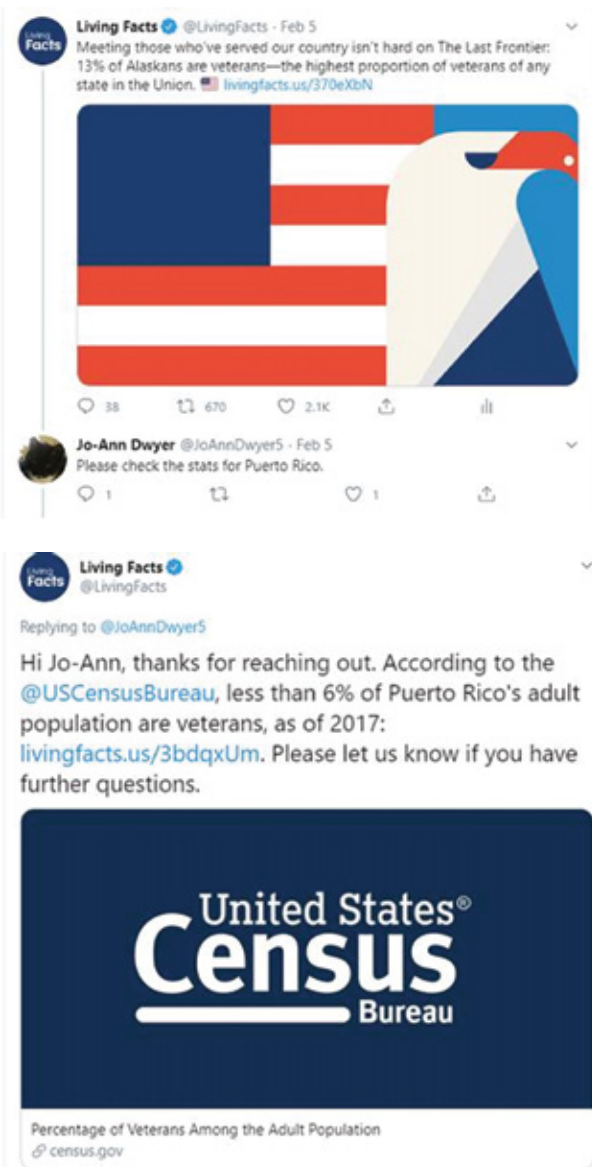 Living Facts @LivingFacts · Feb 5
Living Facts
Meeting those who've served our country isn't hard on The Last Frontier:
13% of Alaskans are veterans—the highest proportion of veterans of any
state in the Union. 🇺🇸 livingfacts.us/370eXbN
38 670 2.1K
Jo-Ann Dwyer @JoAnnDwyer5 · Feb 5
Please check the stats for Puerto Rico.
1 1
Living Facts
Living Facts
@LivingFacts
Replying to @JoAnnDwyer5
Hi Jo-Ann, thanks for reaching out. According to the
@USCensusBureau, less than 6% of Puerto Rico's adult
population are veterans, as of 2017:
livingfacts.us/3bdqxUm. Please let us know if you have
further questions.
United States®
Census
Bureau
Percentage of Veterans Among the Adult Population
census.gov